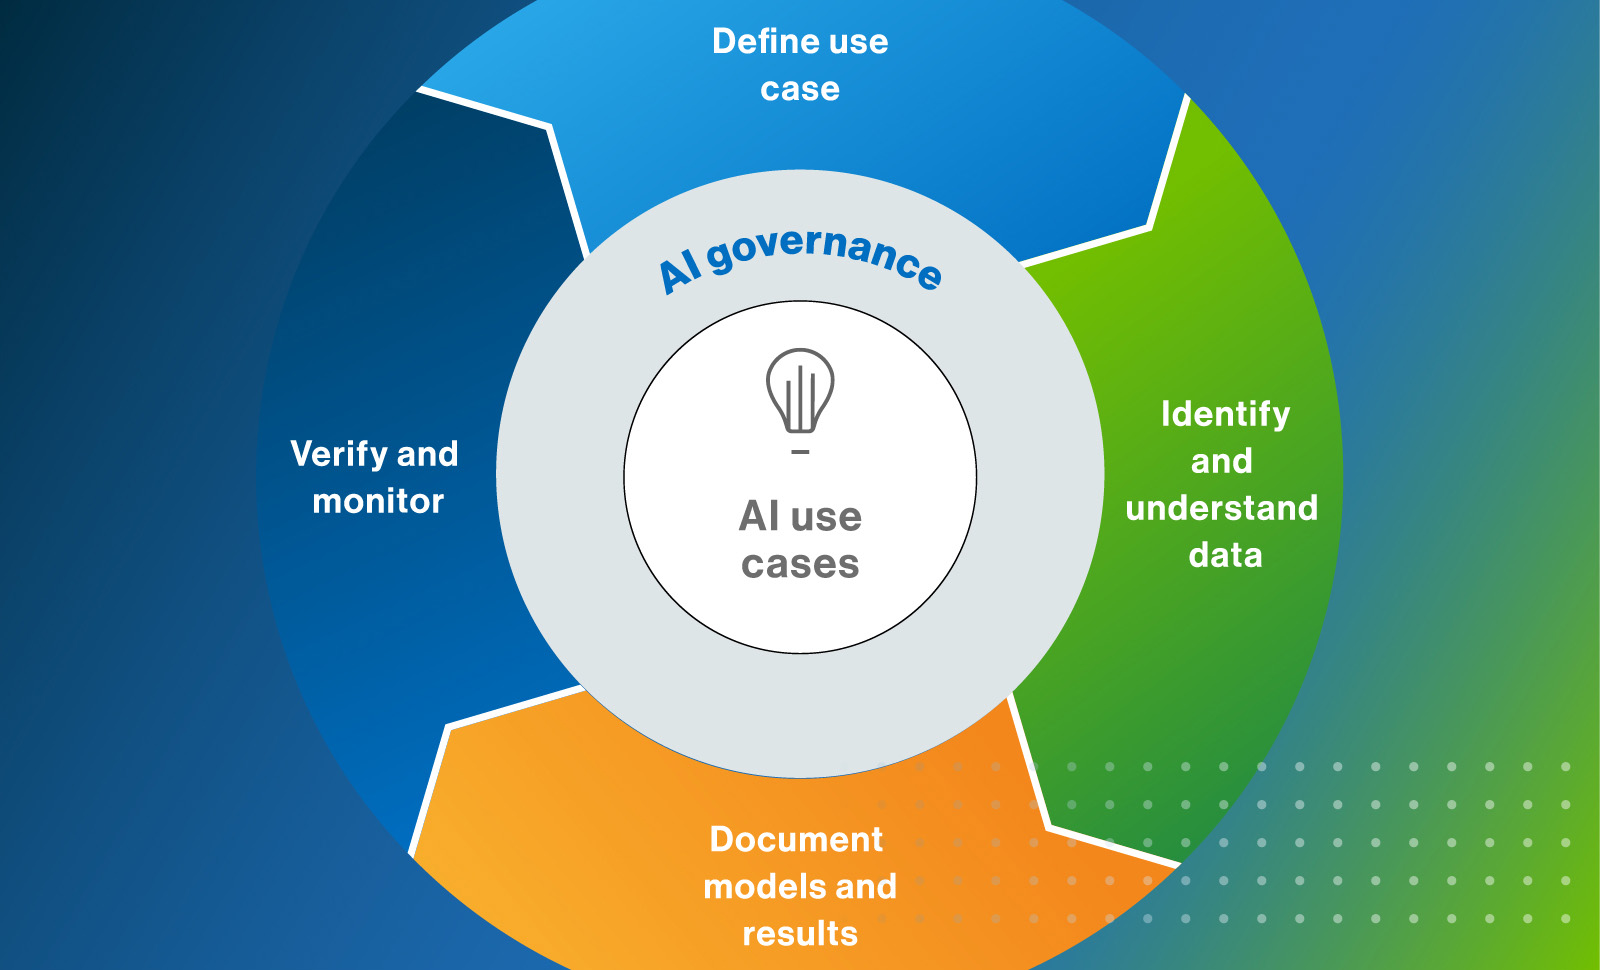 Define use
case
AI governance
AI use
cases
Identify
and
understand
data
Document
models and
results
Verify and
monitor